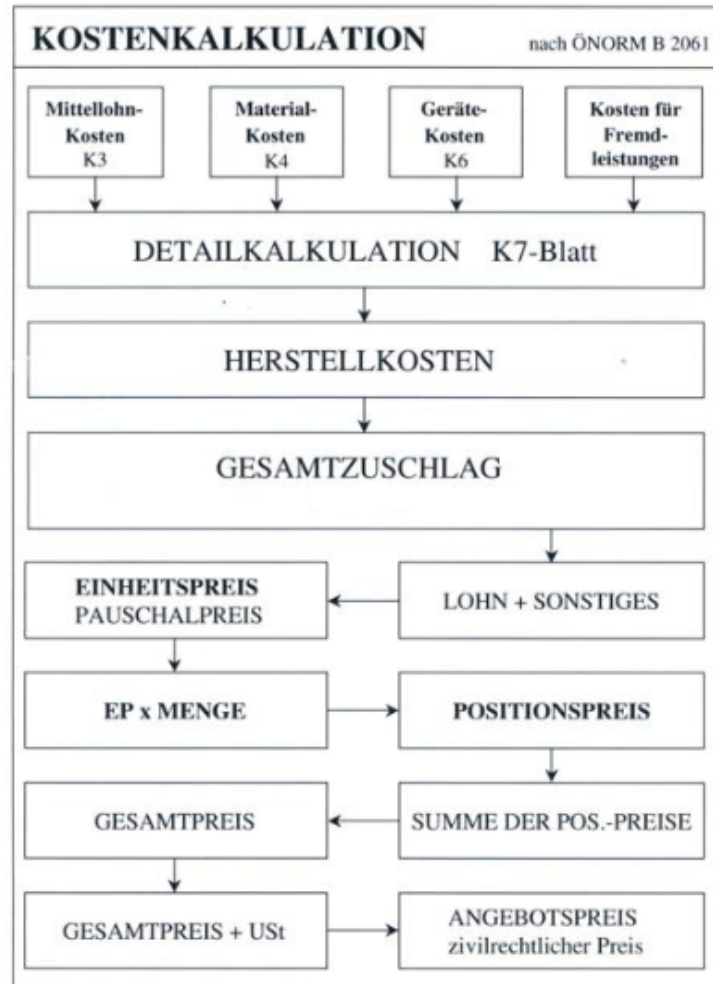 KOSTENKALKULATION nach ÖNORM B 2061
Mittellohn-
Kosten
K3
Material-
Kosten
K4
Geräte-
Kosten
K6
Kosten für
Fremd-
leistungen
DETAILKALKULATION K7-Blatt
HERSTELLKOSTEN
GESAMTZUSCHLAG
EINHEITSPREIS
PAUSCHALPREIS
LOHN + SONSTIGES
EP x MENGE
POSITIONSPREIS
GESAMTPREIS
SUMME DER POS.-PREISE
GESAMTPREIS + USt
ANGEBOTSPREIS
zivilrechtlicher Preis